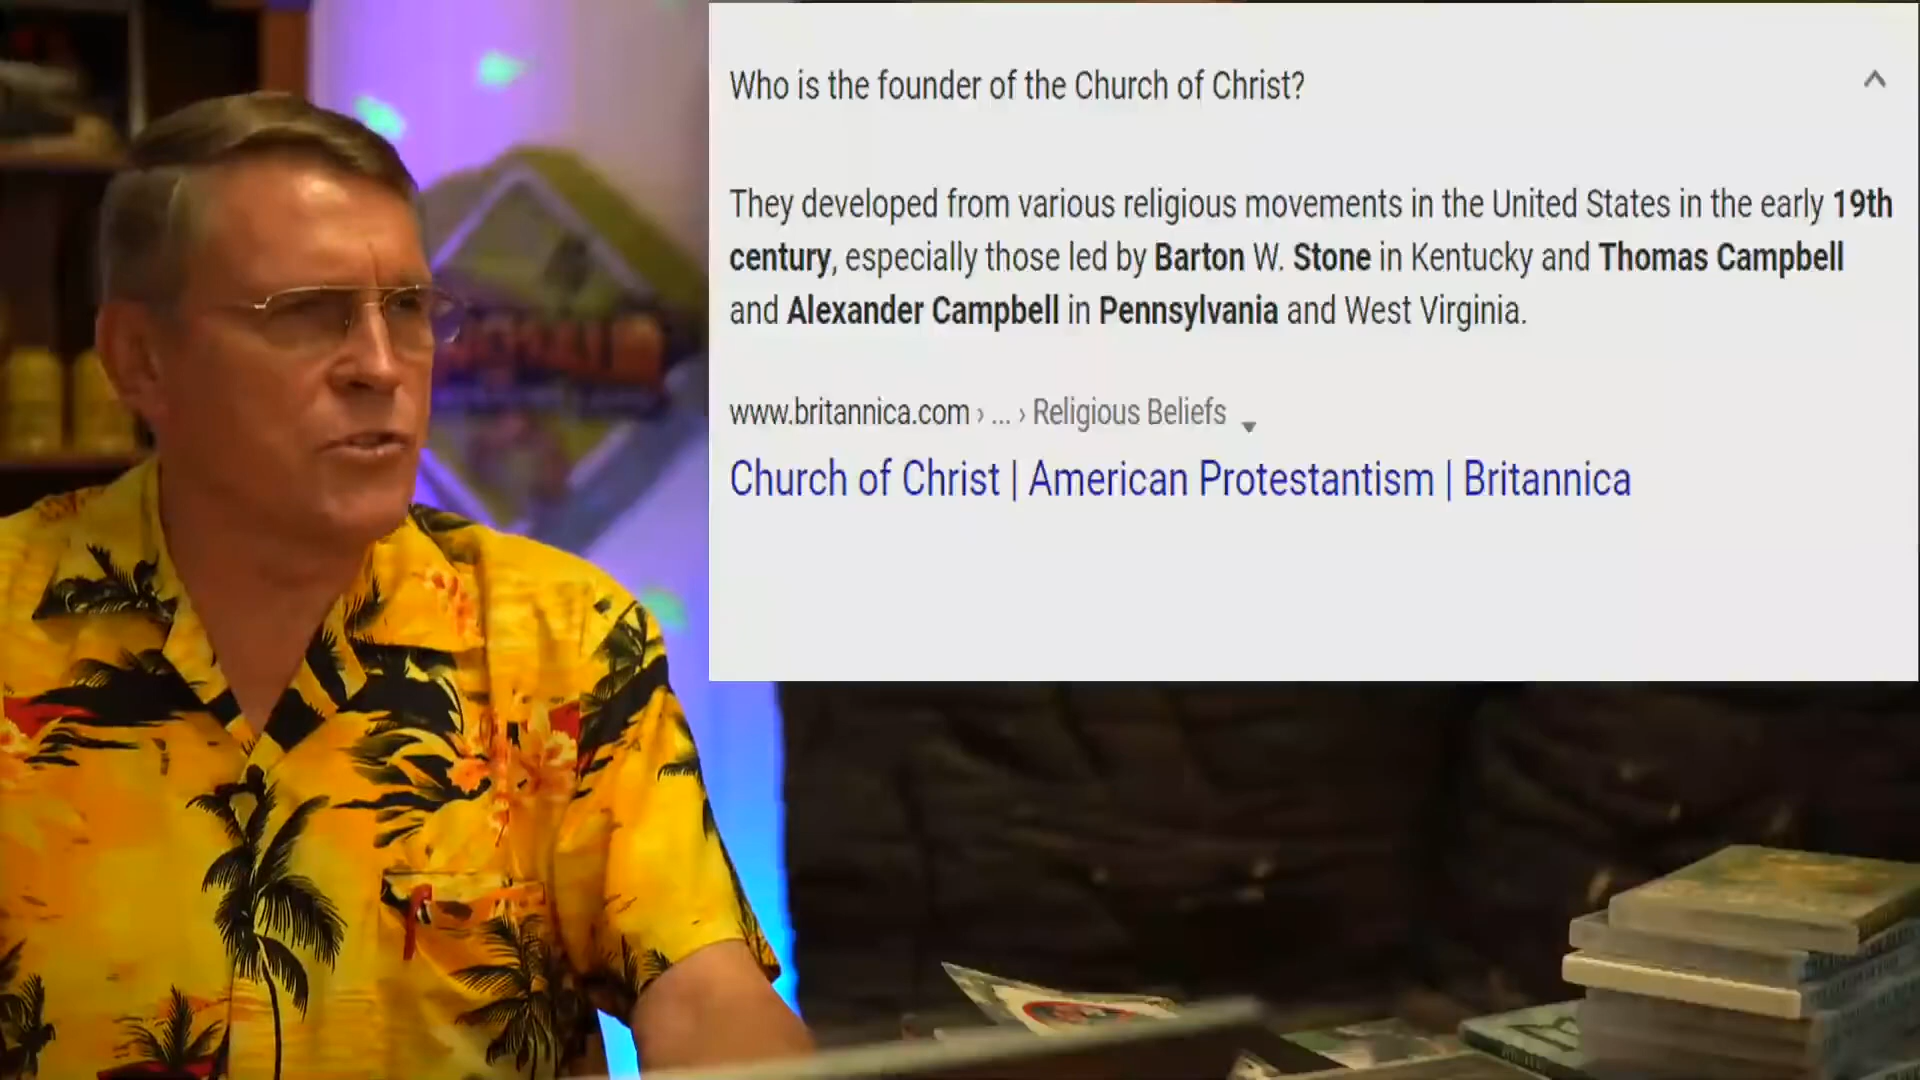 Who is the founder of the Church of Christ?
They developed from various religious movements in the United States in the early 19th
century, especially those led by Barton W. Stone in Kentucky and Thomas Campbell
and Alexander Campbell in Pennsylvania and West Virginia.
www.britannica.com › ... › Religious Beliefs
Church of Christ | American Protestantism | Britannica